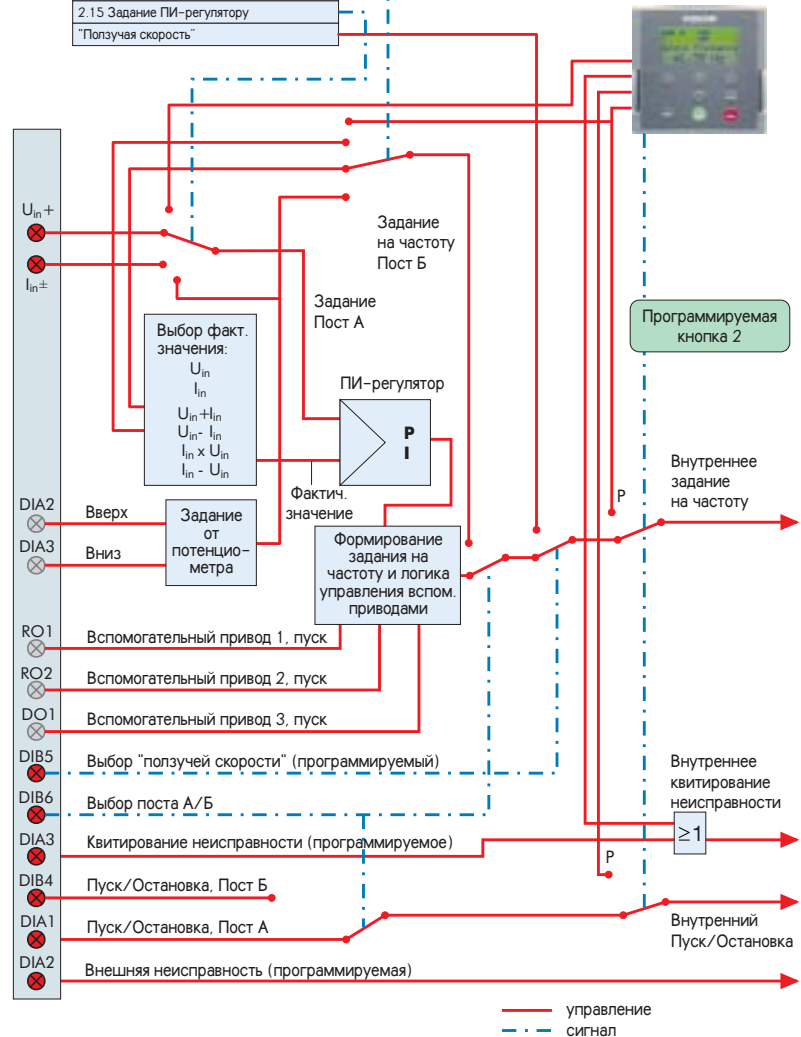 2.15 Задание ПИ-регулятору
"Ползучая скорость"
Uin+
Iin±
Задание
на частоту
Пост Б
Задание
Пост А
Программируемая
кнопка 2
Выбор факт.
значения:
Uin
Iin
Uin+Iin
Uin- Iin
Iin x Uin
Iin - Uin
ПИ-регулятор
P
I
Фактич.
значение
Внутреннее
задание
на частоту
P
DIA2
Вверх
DIA3
Вниз
Задание
от
потенцио-
метра
Формирование
задания на
частоту и логика
управления вспом.
приводами
RO1
Вспомогательный привод 1, пуск
RO2
Вспомогательный привод 2, пуск
DO1
Вспомогательный привод 3, пуск
DIB5
Выбор "ползучей скорости" (программируемый)
DIB6
Выбор поста А/Б
Внутреннее
квитирование
неисправности
DIA3
Квитирование неисправности (программируемое)
≥1
P
DIB4
Пуск/Остановка, Пост Б
DIA1
Пуск/Остановка, Пост А
Внутренний
Пуск/Остановка
DIA2
Внешняя неисправность (программируемая)
управление
сигнал